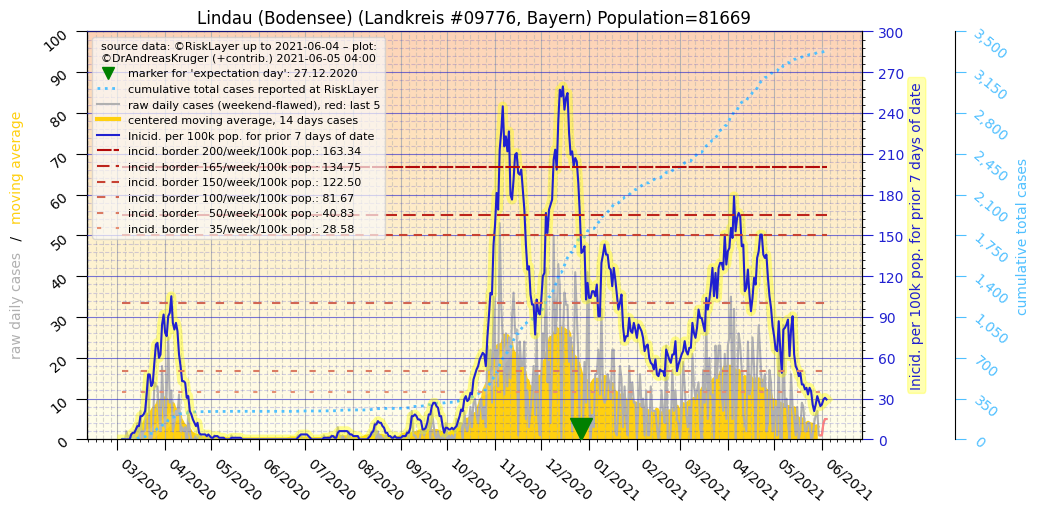 Lindau (Bodensee) (Landkreis #09776, Bayern) Population=81669
source data: ©RiskLayer up to 2021-06-04 – plot:
©DrAndreasKruger (+contrib.) 2021-06-05 04:00
marker for 'expectation day': 27.12.2020
cumulative total cases reported at RiskLayer
raw daily cases (weekend-flawed), red: last 5
centered moving average, 14 days cases
Inicid. per 100k pop. for prior 7 days of date
incid. border 200/week/100k pop.: 163.34
incid. border 165/week/100k pop.: 134.75
incid. border 150/week/100k pop.: 122.50
incid. border 100/week/100k pop.: 81.67
incid. border 50/week/100k pop.: 40.83
incid. border 35/week/100k pop.: 28.58
raw daily cases / moving average
100
90
80
70
60
50
40
30
20
10
0
03/2020
04/2020
05/2020
06/2020
07/2020
08/2020
09/2020
10/2020
11/2020
12/2020
01/2021
02/2021
03/2021
04/2021
05/2021
06/2021
300
270
240
210
180
150
120
90
60
30
0
Inicid. per 100k pop. for prior 7 days of date
3,500
3,150
2,800
2,450
2,100
1,750
1,400
1,050
700
350
0
cumulative total cases